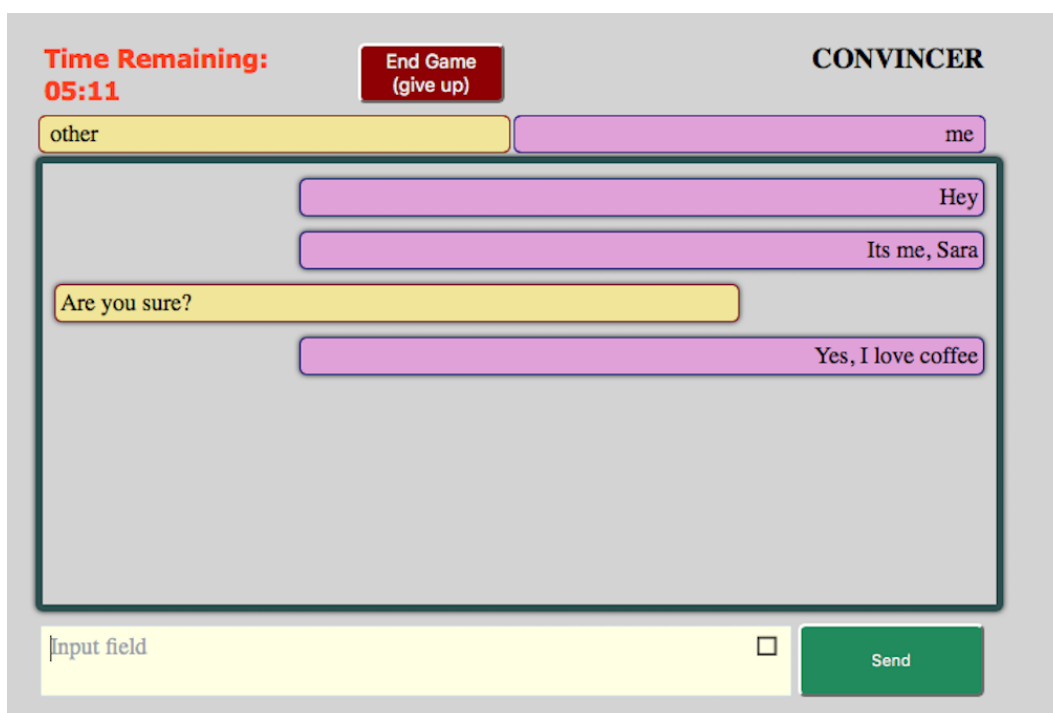 Time Remaining:
05:11
End Game
(give up)
CONVINCER
other
me
Hey
Its me, Sara
Are you sure?
Yes, I love coffee
Input field
Send